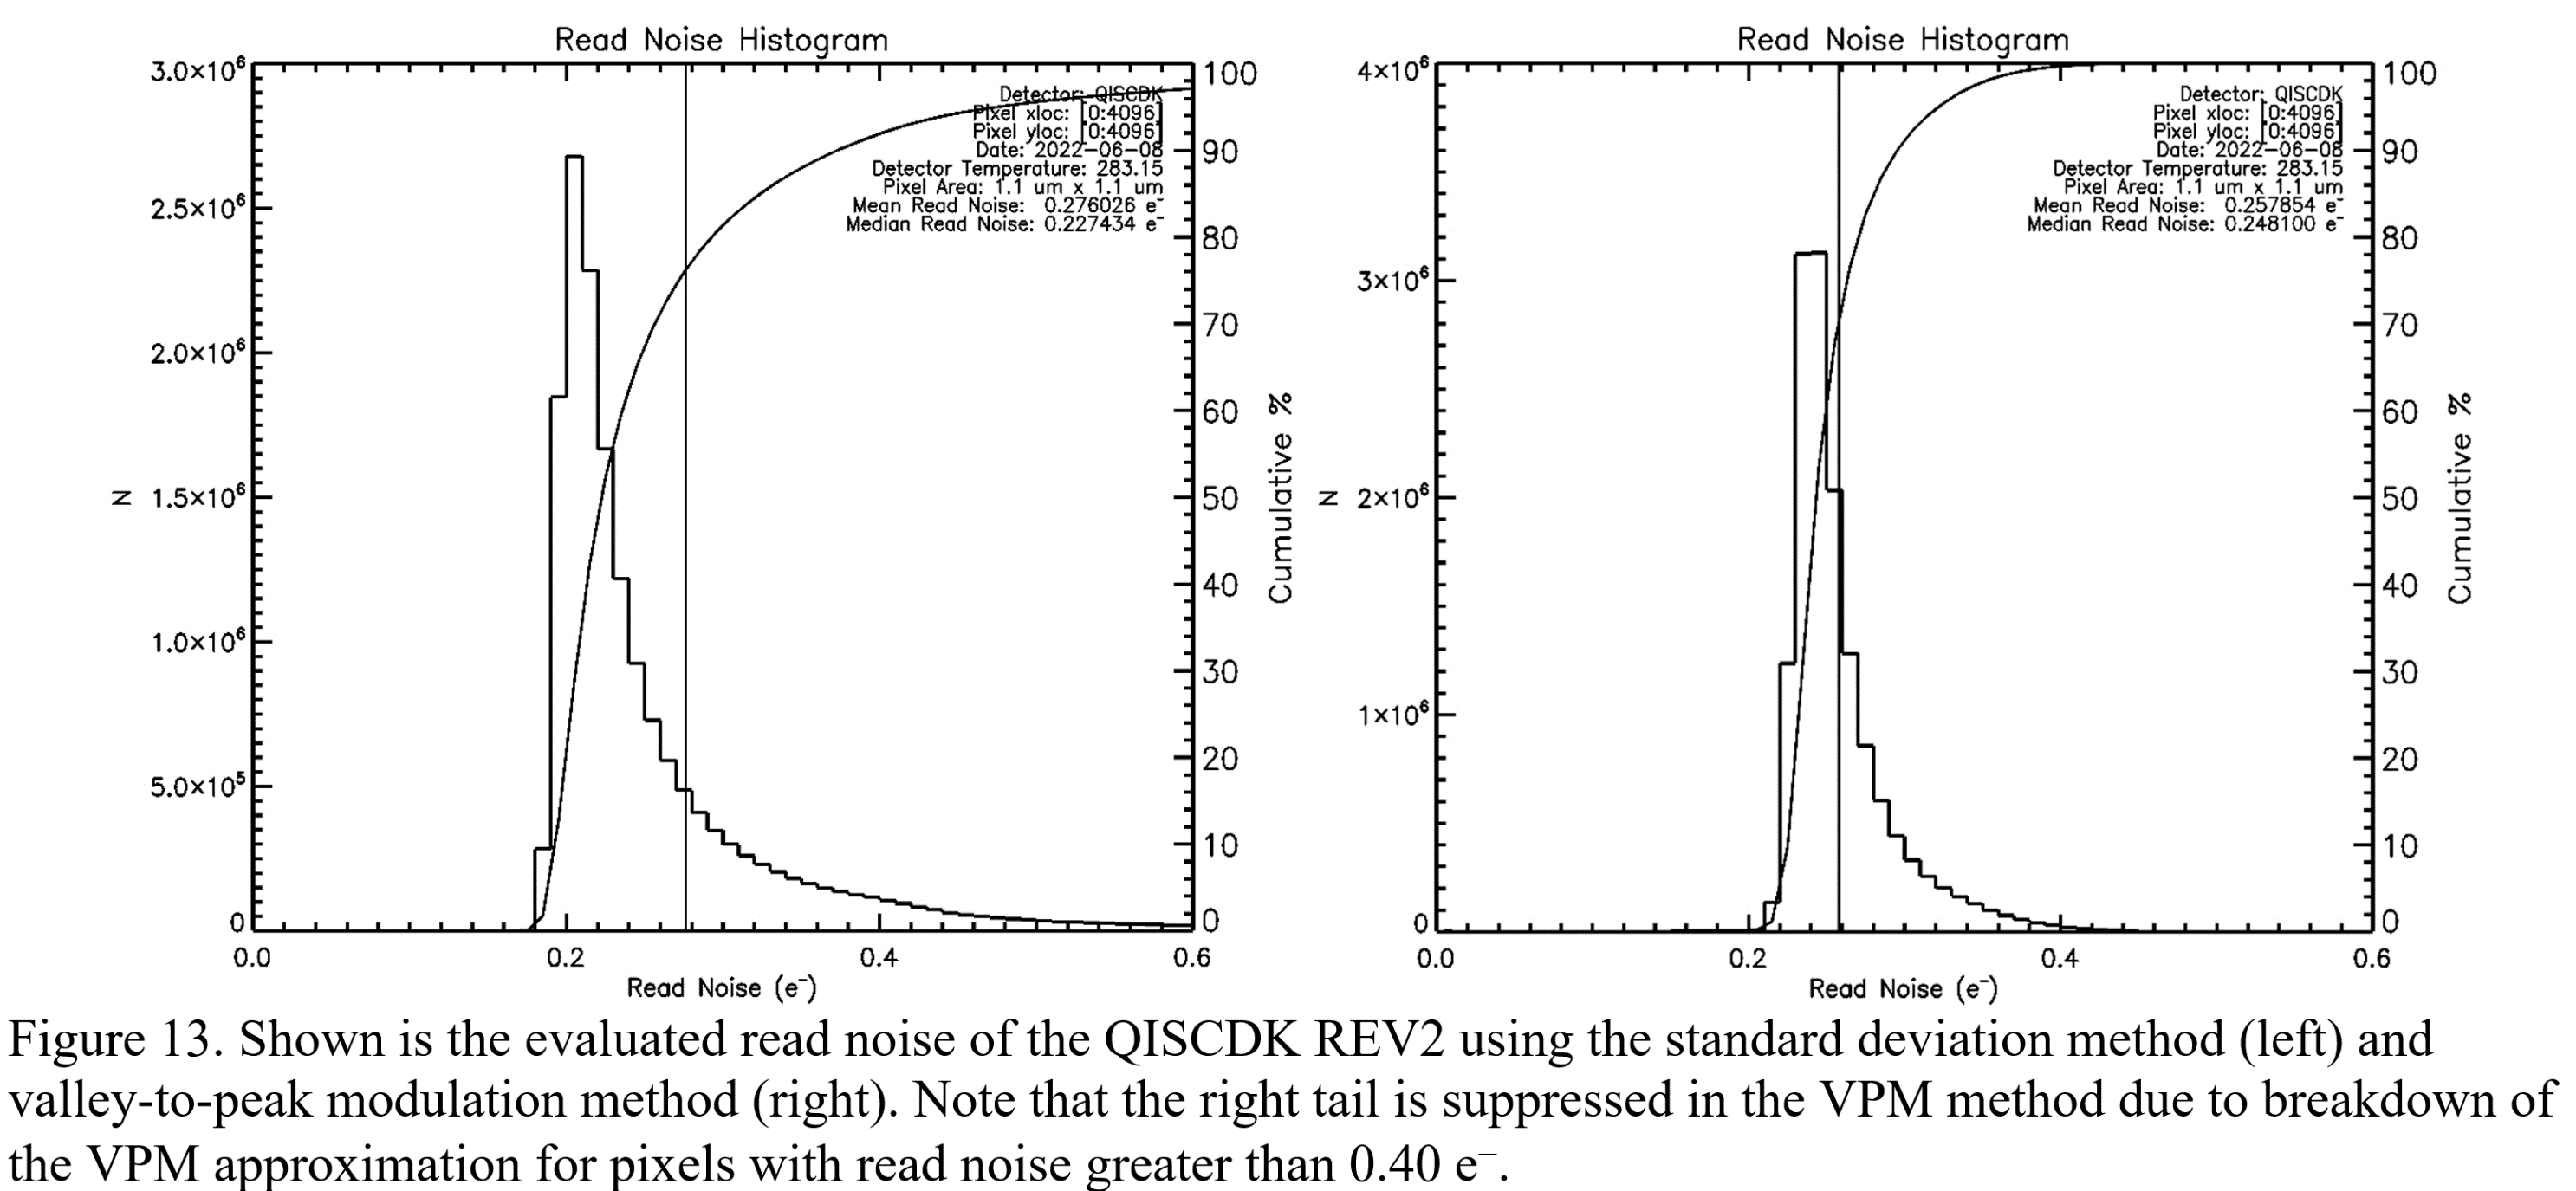 Read Noise Histogram
3.0×10⁶
2.5×10⁶
2.0×10⁶
1.5×10⁶
1.0×10⁶
5.0×10⁵
0
N
Detector: QISCDK
Pixel xloc: [0:4096]
Pixel yloc: [0:4096]
Date: 2022-06-08
Detector Temperature: 283.15
Pixel Area: 1.1 um x 1.1 um
Mean Read Noise: 0.276026 e⁻
Median Read Noise: 0.227434 e⁻
100
90
80
70
60
50
40
30
20
10
0
Cumulative %
0.0 0.2 0.4 0.6
Read Noise (e⁻)
Read Noise Histogram
4×10⁶
3×10⁶
2×10⁶
1×10⁶
0
N
Detector: QISCDK
Pixel xloc: [0:4096]
Pixel yloc: [0:4096]
Date: 2022-06-08
Detector Temperature: 283.15
Pixel Area: 1.1 um x 1.1 um
Mean Read Noise: 0.257854 e⁻
Median Read Noise: 0.248100 e⁻
100
90
80
70
60
50
40
30
20
10
0
Cumulative %
0.0 0.2 0.4 0.6
Read Noise (e⁻)
Figure 13. Shown is the evaluated read noise of the QISCDK REV2 using the standard deviation method (left) and
valley-to-peak modulation method (right). Note that the right tail is suppressed in the VPM method due to breakdown of
the VPM approximation for pixels with read noise greater than 0.40 e⁻.